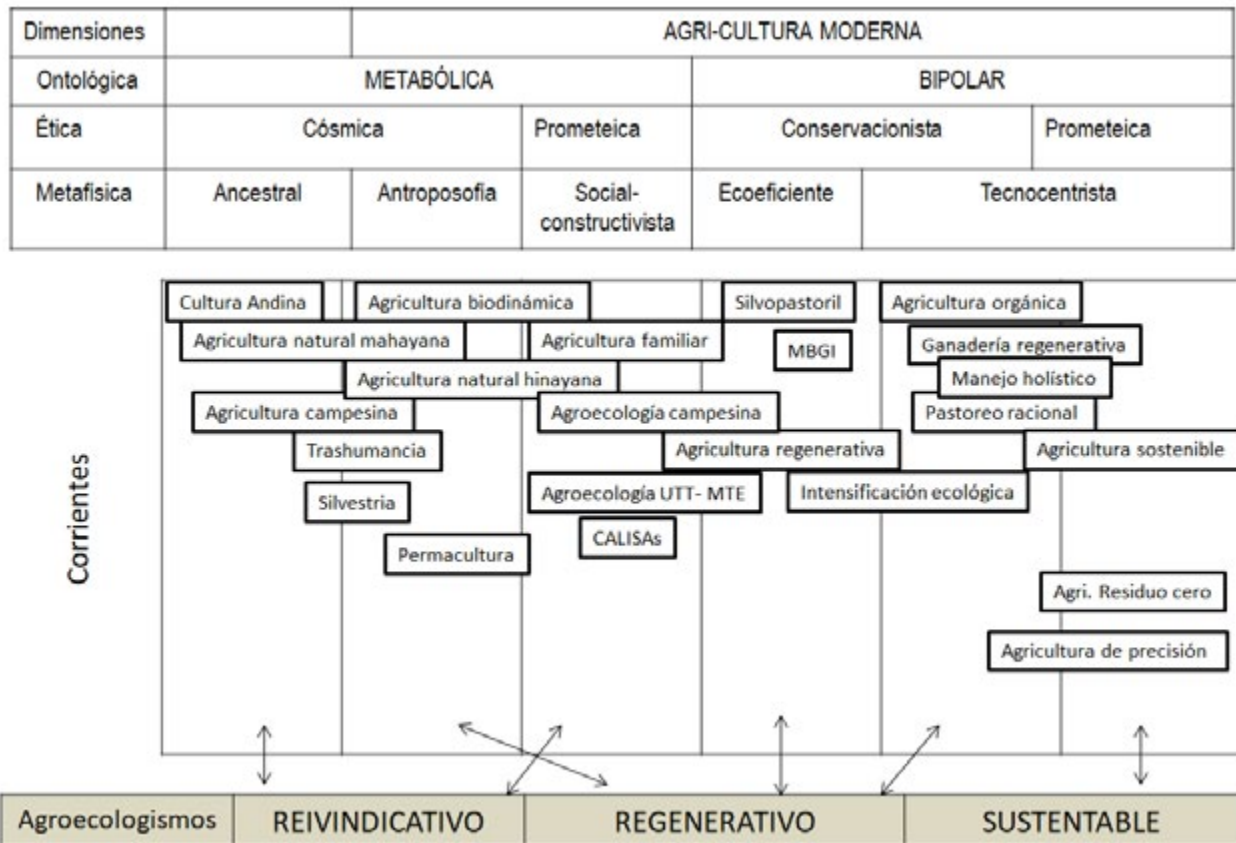 Dimensiones AGRI-CULTURA MODERNA
Ontológica METABÓLICA BIPOLAR
Ética Cósmica Prometeica Conservacionista Prometeica
Metafísica Ancestral Antroposofía Social- Ecoeficiente Tecnocentrista
constructivista
Cultura Andina Agricultura biodinámica Silvopastoril Agricultura orgánica
Agricultura natural mahayana Agricultura familiar MBGI Ganadería regenerativa
Agricultura natural hinayana Manejo holístico
Agricultura campesina Agroecología campesina Pastoreo racional
Trashumancia Agricultura regenerativa Agricultura sostenible
Silvestria Agroecología UTT- MTE Intensificación ecológica
CALISAs
Permacultura
Corrientes
Agri. Residuo cero
Agricultura de precisión
Agroecologismos REIVINDICATIVO REGENERATIVO SUSTENTABLE